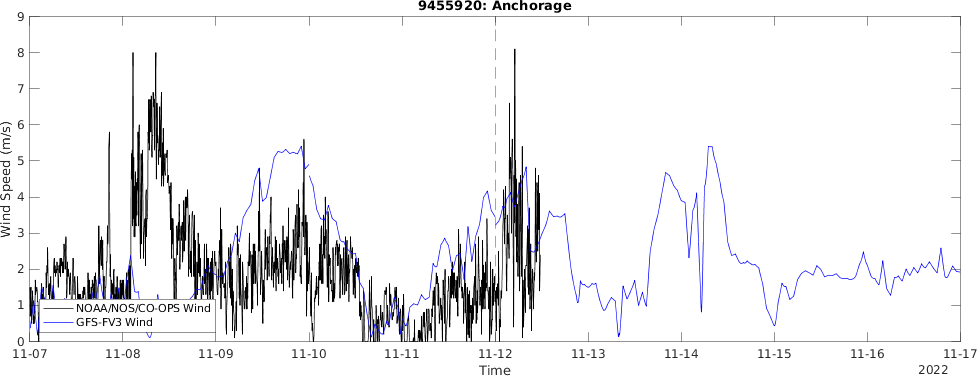 9455920: Anchorage
9
8
7
6
5
4
3
2
1
0
Wind Speed (m/s)
NOAA/NOS/CO-OPS Wind
GFS-FV3 Wind
11-07 11-08 11-09 11-10 11-11 11-12 11-13 11-14 11-15 11-16 11-17
Time
2022